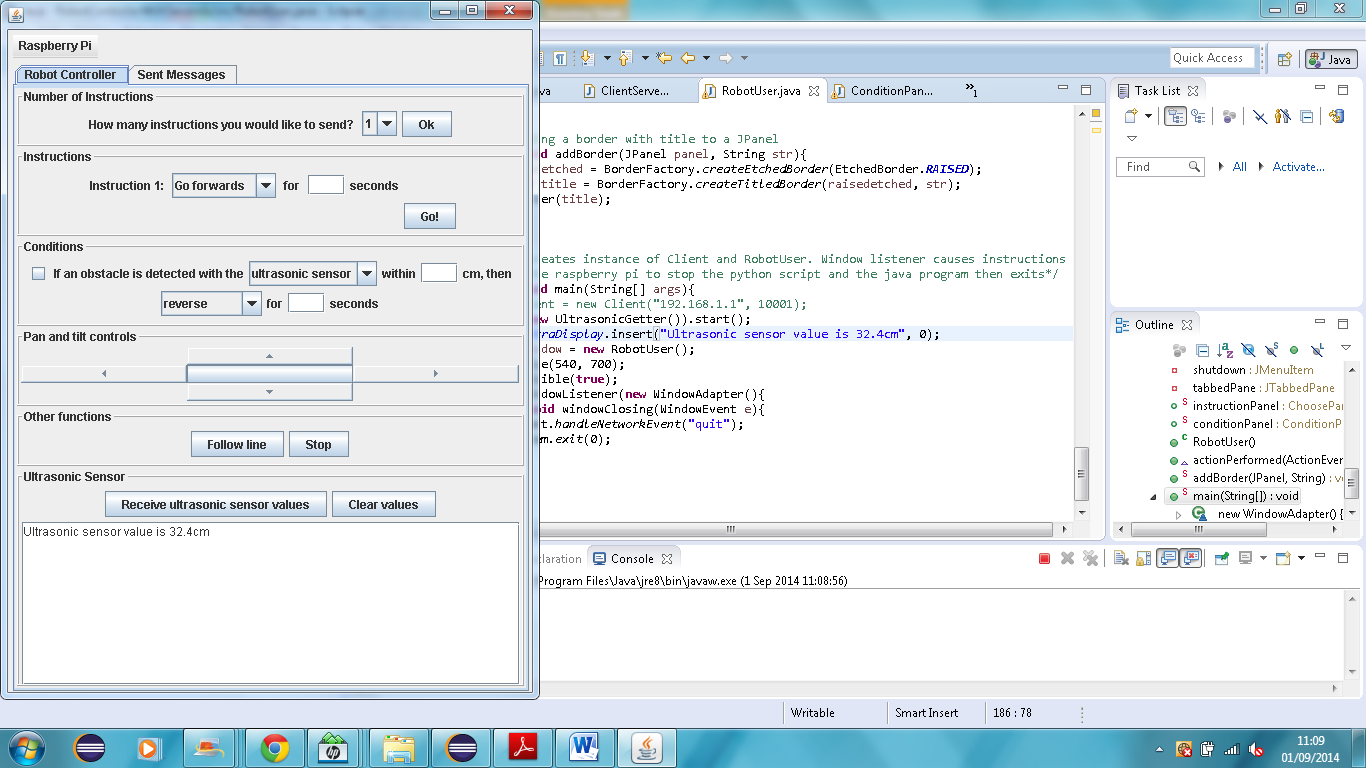 Raspberry Pi
Robot Controller
Sent Messages
Number of Instructions
How many instructions you would like to send? 1 Ok
Instructions
Instruction 1: Go forwards for seconds
Go!
Conditions
If an obstacle is detected with the ultrasonic sensor within cm, then
reverse for seconds
Pan and tilt controls
Other functions
Follow line Stop
Ultrasonic Sensor
Receive ultrasonic sensor values Clear values
Ultrasonic sensor value is 32.4cm
Quick Access
Java
va ClientServe... RobotUser.java ConditionPan... »1
ng a border with title to a JPanel
d addBorder(JPanel panel, String str){
etched = BorderFactory.createEtchedBorder(EtchedBorder.RAISED);
title = BorderFactory.createTitledBorder(raisedetched, str);
er(title);
eates instance of Client and RobotUser. Window listener causes instructions
e raspberry pi to stop the python script and the java program then exits*/
d main(String[] args){
ent = new Client("192.168.1.1", 10001);
w UltrasonicGetter()).start();
traDisplay.insert("Ultrasonic sensor value is 32.4cm", 0);
dow = new RobotUser();
e(540, 700);
ible(true);
dowListener(new WindowAdapter(){
oid windowClosing(WindowEvent e){
t.handleNetworkEvent("quit");
m.exit(0);
Task List
Find All Activate...
Outline
shutdown : JMenuItem
tabbedPane : JTabbedPane
instructionPanel : ChoosePa
conditionPanel : ConditionP
RobotUser()
actionPerformed(ActionEver
addBorder(JPanel, String) : v
main(String[]) : void
new WindowAdapter() {
claration Console
Program Files\Java\jre8\bin\javaw.exe (1 Sep 2014 11:08:56)
Writable Smart Insert 186 : 78
11:09
01/09/2014